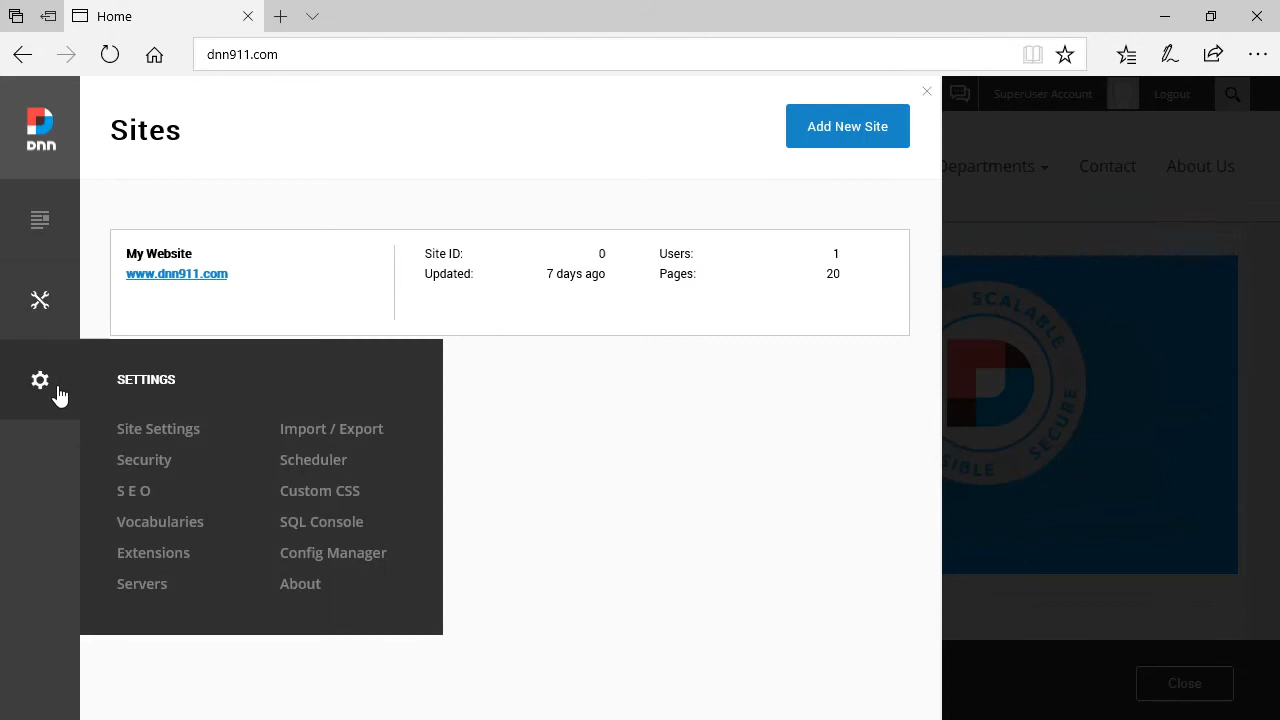 Home
dnn911.com
DNN
Sites
Add New Site
SuperUser Account
Logout
Departments
Contact
About Us
My Website
www.dnn911.com
Site ID: 0
Updated: 7 days ago
Users: 1
Pages: 20
SCALABLE
SECURE
SETTINGS
Site Settings
Import / Export
Security
Scheduler
S E O
Custom CSS
Vocabularies
SQL Console
Extensions
Config Manager
Servers
About
Close